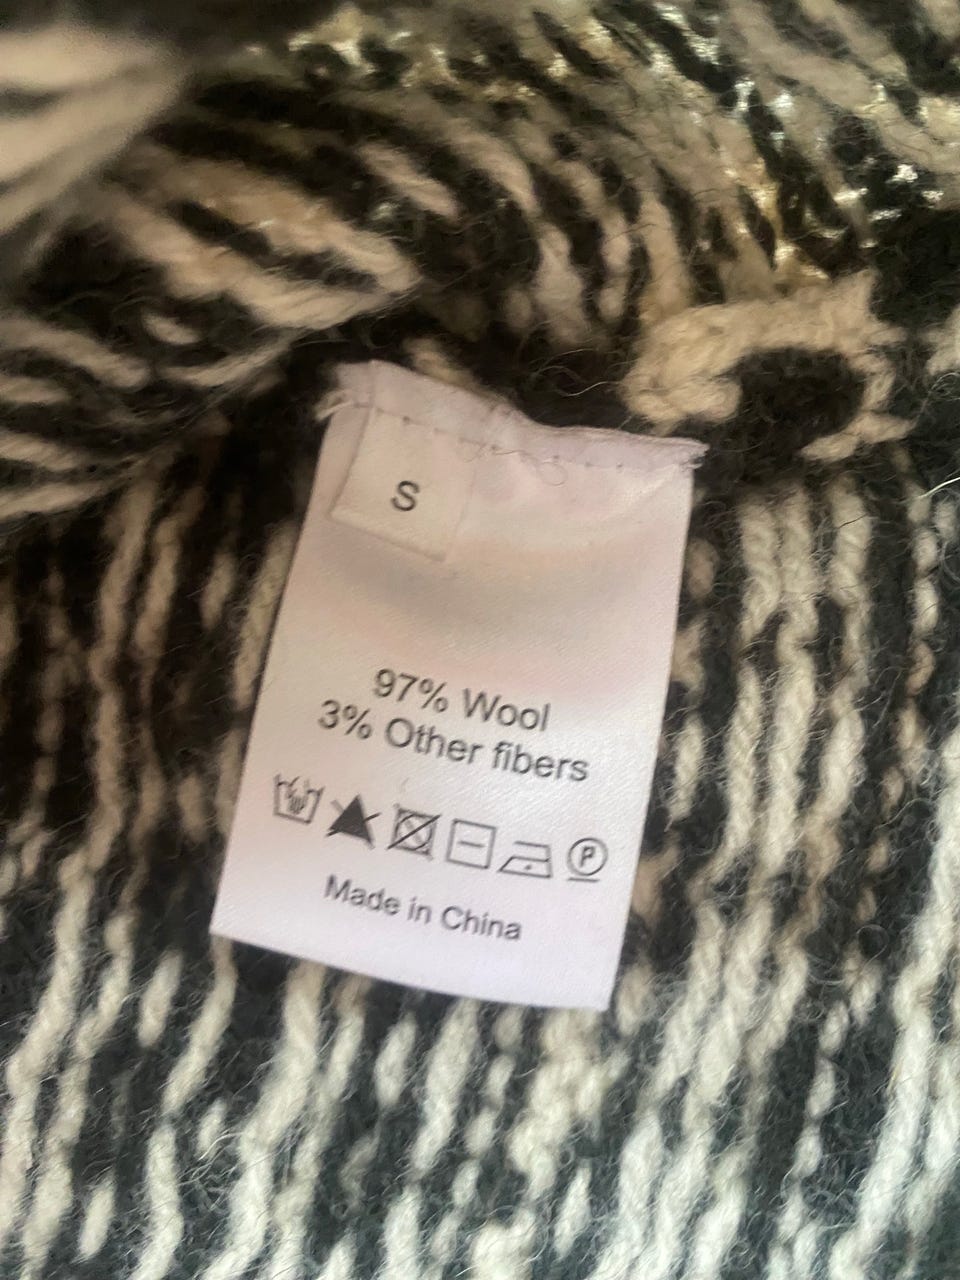 S
97% Wool
3% Other fibers
P
Made in China